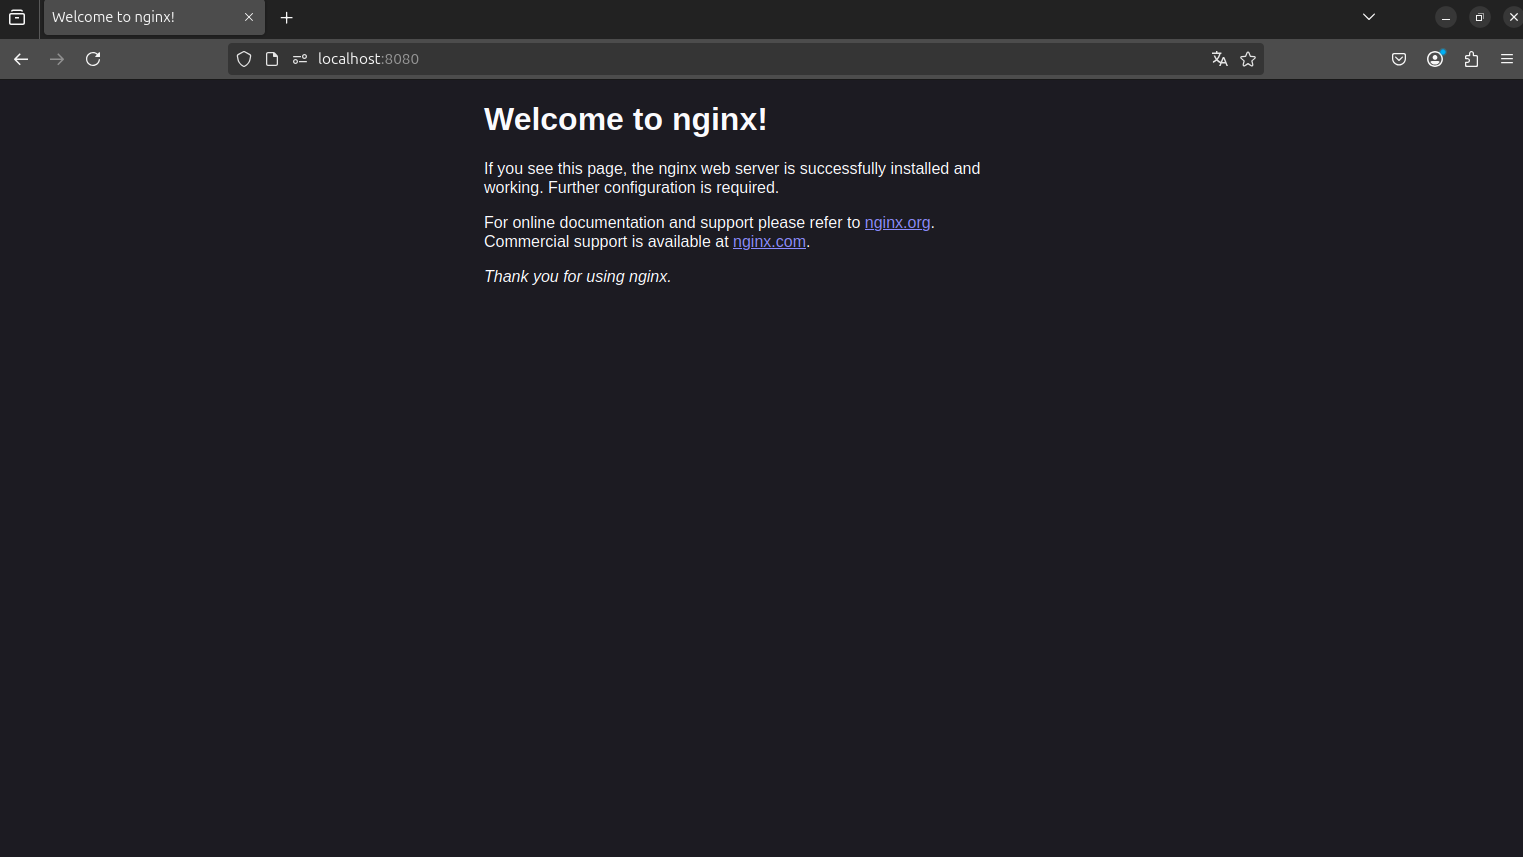 Welcome to nginx!
localhost:8080
Welcome to nginx!
If you see this page, the nginx web server is successfully installed and
working. Further configuration is required.
For online documentation and support please refer to nginx.org.
Commercial support is available at nginx.com.
Thank you for using nginx.